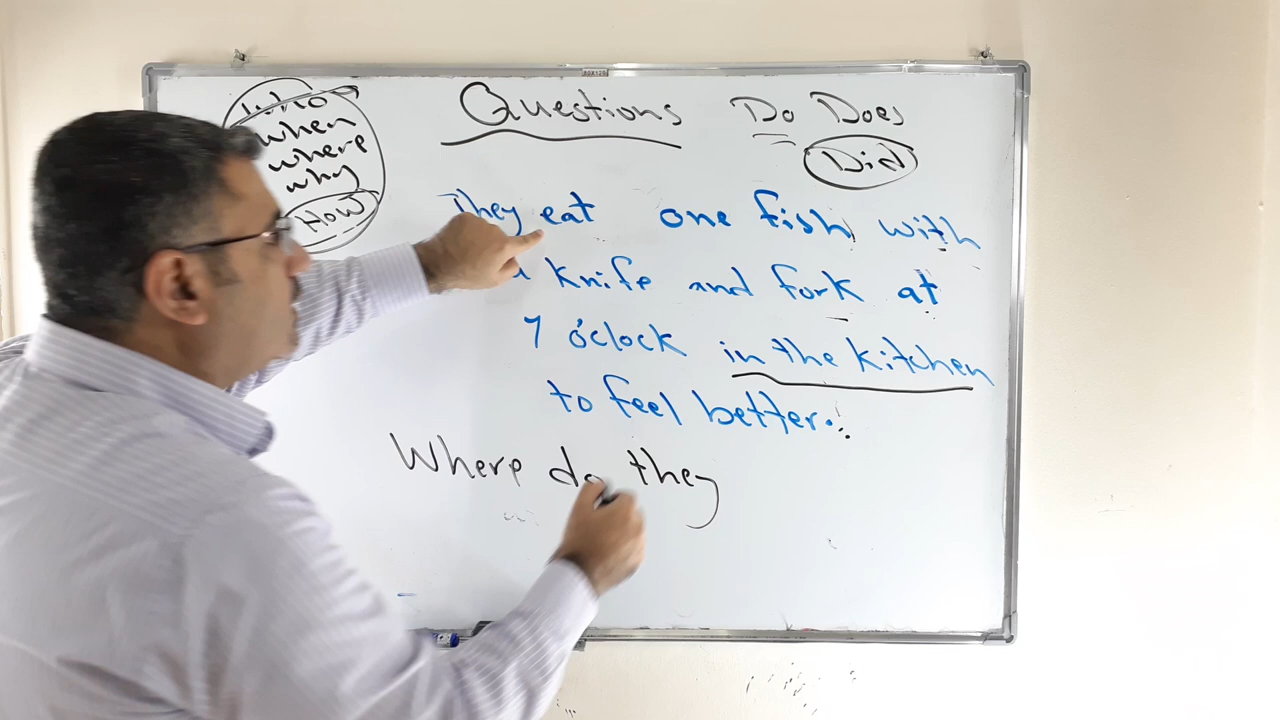 Who
when
where
why
How
Questions Do Does
Did
They eat one fish with
a knife and fork at
7 o'clock in the kitchen
to feel better.
Where do they